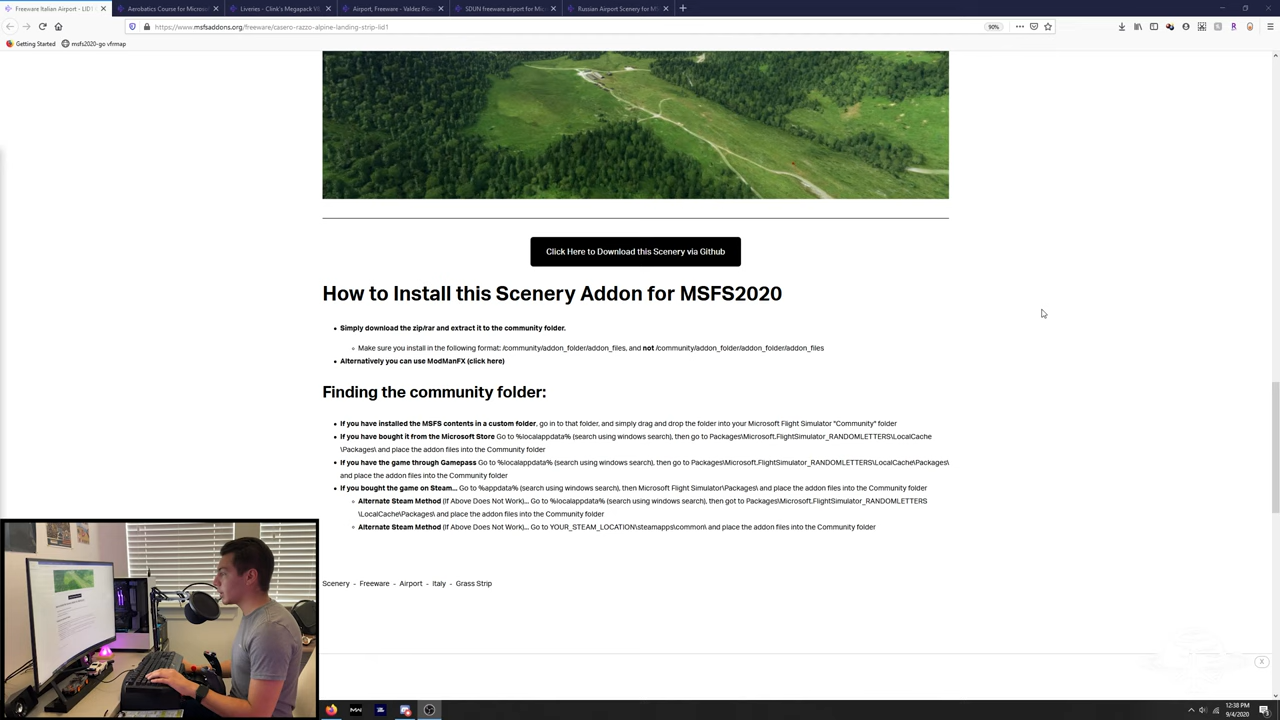 Freeware Italian Airport - LID1
Aerobatics Course for Microsof
Liveries - Clink's Megapack V5
Airport, Freeware - Valdez Pion
SDUN freeware airport for Mi
Russian Airport Scenery for M
https://www.msfsaddons.org/freeware/casero-razzo-alpine-landing-strip-lid1
90%
Getting Started
msfs2020-go vfrmap
Click Here to Download this Scenery via Github
How to Install this Scenery Addon for MSFS2020
Simply download the zip/rar and extract it to the community folder.
Make sure you install in the following format: /community/addon_folder/addon_files, and not /community/addon_folder/addon_folder/addon_files
Alternatively you can use ModManFX (click here)
Finding the community folder:
If you have installed the MSFS contents in a custom folder, go in to that folder, and simply drag and drop the folder into your Microsoft Flight Simulator "Community" folder
If you have bought it from the Microsoft Store Go to %localappdata% (search using windows search), then go to Packages\Microsoft.FlightSimulator_RANDOMLETTERS\LocalCache
\Packages\ and place the addon files into the Community folder
If you have the game through Gamepass Go to %localappdata% (search using windows search), then go to Packages\Microsoft.FlightSimulator_RANDOMLETTERS\LocalCache\Packages\
and place the addon files into the Community folder
If you bought the game on Steam... Go to %appdata% (search using windows search), then Microsoft Flight Simulator\Packages\ and place the addon files into the Community folder
Alternate Steam Method (If Above Does Not Work)... Go to %localappdata% (search using windows search), then got to Packages\Microsoft.FlightSimulator_RANDOMLETTERS
\LocalCache\Packages\ and place the addon files into the Community folder
Alternate Steam Method (If Above Does Not Work)... Go to YOUR_STEAM_LOCATION\steamapps\common\ and place the addon files into the Community folder
Scenery - Freeware - Airport - Italy - Grass Strip
X
12:38 PM
9/4/2020